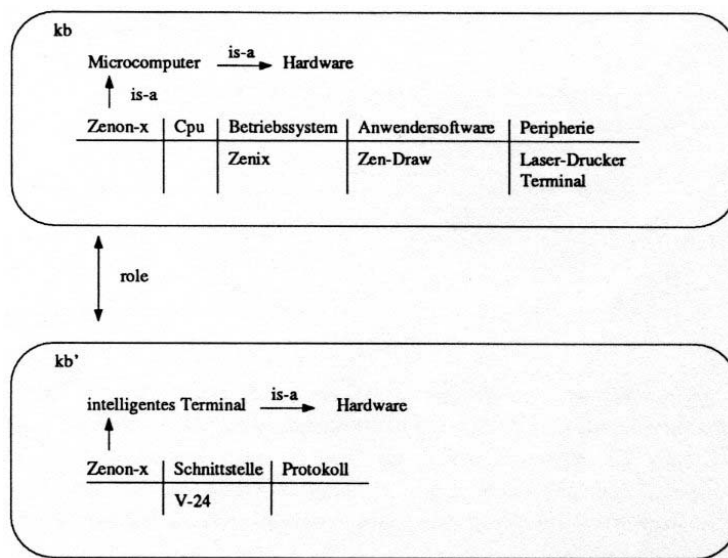 kb
Microcomputer is-a Hardware
is-a
Zenon-x Cpu Betriebssystem Anwendersoftware Peripherie
Zenix Zen-Draw Laser-Drucker
Terminal
role
kb'
intelligentes Terminal is-a Hardware
Zenon-x Schnittstelle Protokoll
V-24